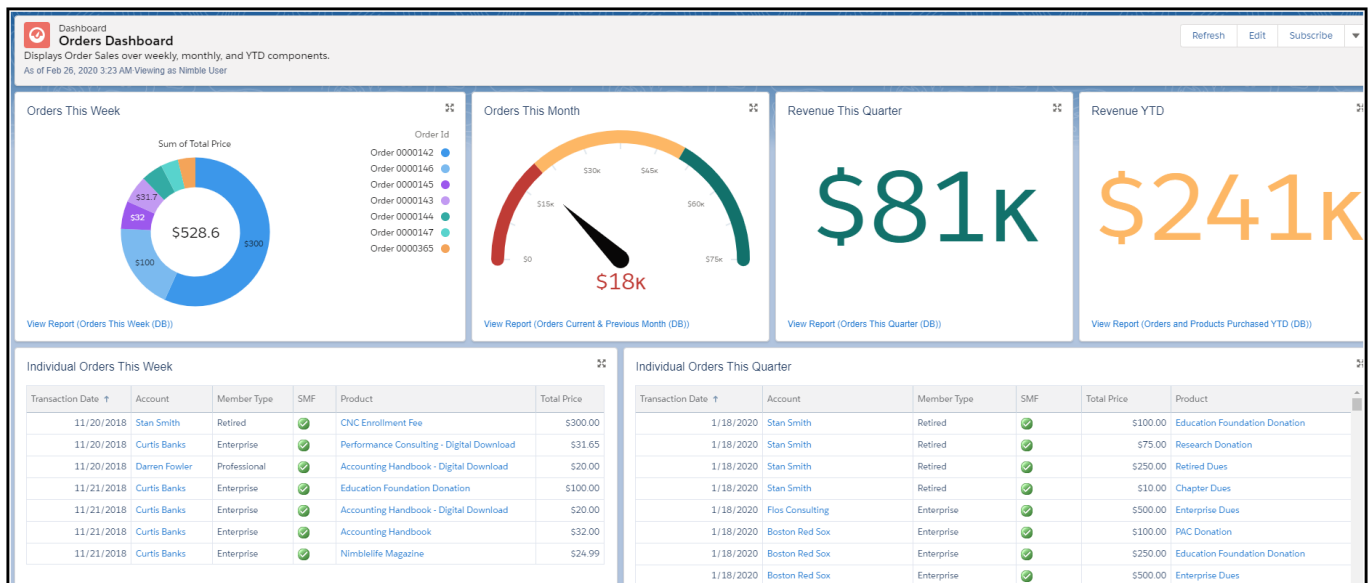 Dashboard
Orders Dashboard
Displays Order Sales over weekly, monthly, and YTD components.
As of Feb 26, 2020 3:23 AM·Viewing as Nimble User
Refresh Edit Subscribe
Orders This Week
Sum of Total Price
$31.7
$32
$528.6
$300
$100
Order Id
Order 0000142
Order 0000146
Order 0000145
Order 0000143
Order 0000144
Order 0000147
Order 0000365
View Report (Orders This Week (DB))
Orders This Month
$30K $45K
$15K $60K
$0 $75K
$18K
View Report (Orders Current & Previous Month (DB))
Revenue This Quarter
$81K
View Report (Orders This Quarter (DB))
Revenue YTD
$241K
View Report (Orders and Products Purchased YTD (DB))
Individual Orders This Week
Transaction Date ↑ Account Member Type SMF Product Total Price
11/20/2018 Stan Smith Retired CNC Enrollment Fee $300.00
11/20/2018 Curtis Banks Enterprise Performance Consulting - Digital Download $31.65
11/20/2018 Darren Fowler Professional Accounting Handbook - Digital Download $20.00
11/21/2018 Curtis Banks Enterprise Education Foundation Donation $100.00
11/21/2018 Curtis Banks Enterprise Accounting Handbook - Digital Download $20.00
11/21/2018 Curtis Banks Enterprise Accounting Handbook $32.00
11/21/2018 Curtis Banks Enterprise Nimblelife Magazine $24.99
Individual Orders This Quarter
Transaction Date ↑ Account Member Type SMF Total Price Product
1/18/2020 Stan Smith Retired $100.00 Education Foundation Donation
1/18/2020 Stan Smith Retired $75.00 Research Donation
1/18/2020 Stan Smith Retired $250.00 Retired Dues
1/18/2020 Stan Smith Retired $10.00 Chapter Dues
1/18/2020 Flos Consulting Enterprise $500.00 Enterprise Dues
1/18/2020 Boston Red Sox Enterprise $100.00 PAC Donation
1/18/2020 Boston Red Sox Enterprise $250.00 Education Foundation Donation
1/18/2020 Boston Red Sox Enterprise $500.00 Enterprise Dues